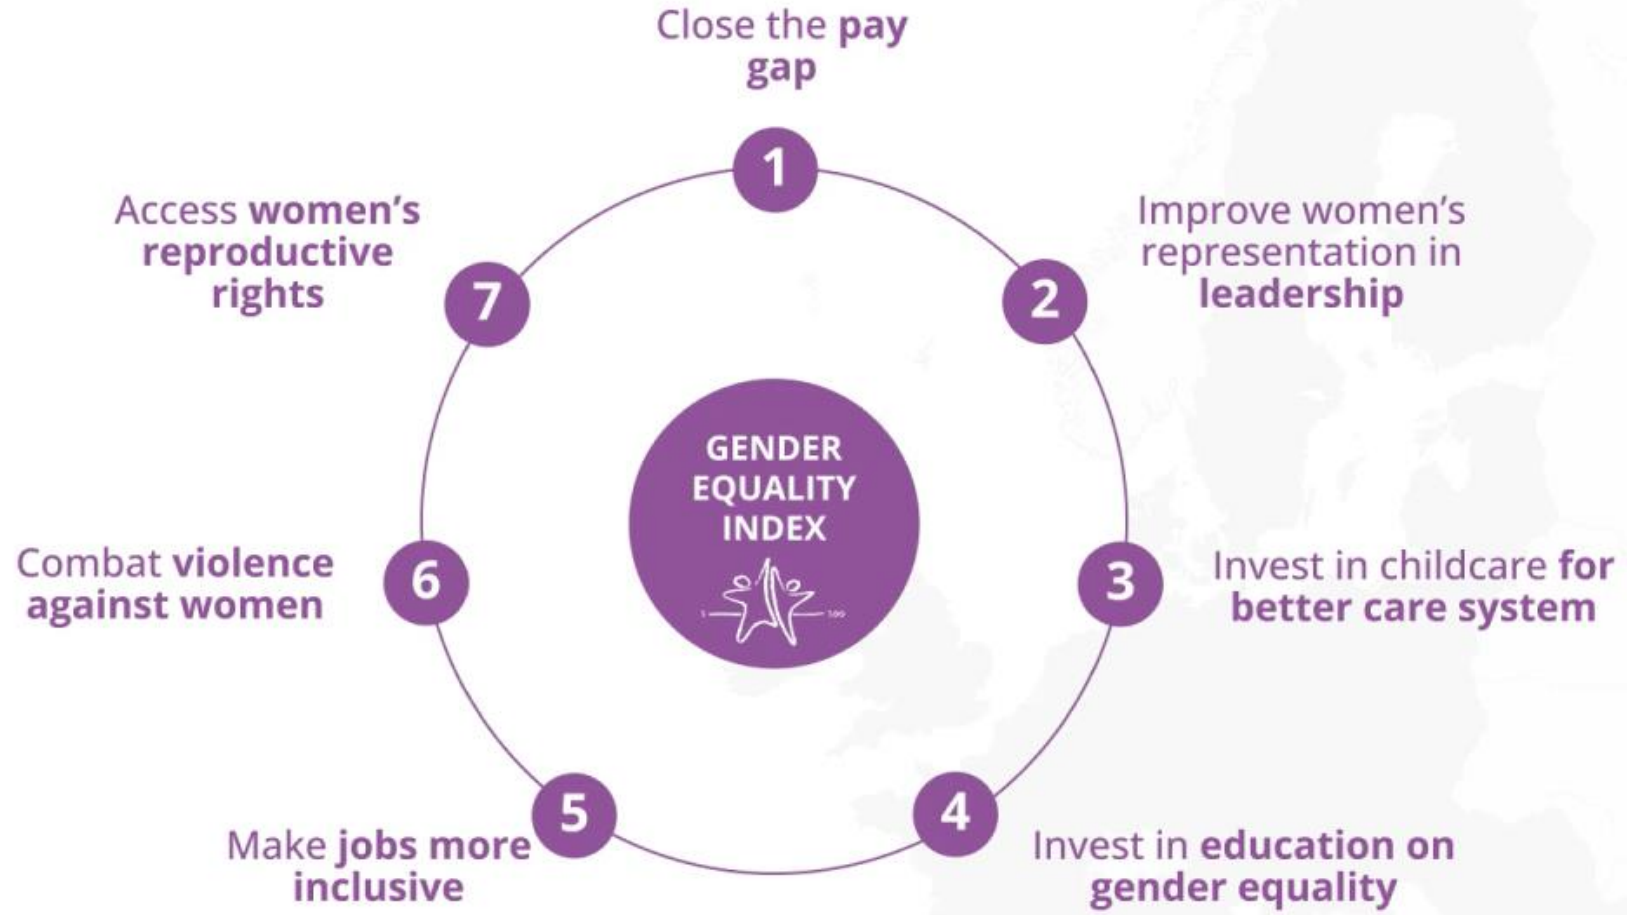 Close the pay
gap
1
Improve women’s
representation in
leadership
2
Invest in childcare for
better care system
3
Invest in education on
gender equality
4
Make jobs more
inclusive
5
Combat violence
against women
6
Access women’s
reproductive
rights
7
GENDER
EQUALITY
INDEX
1 100